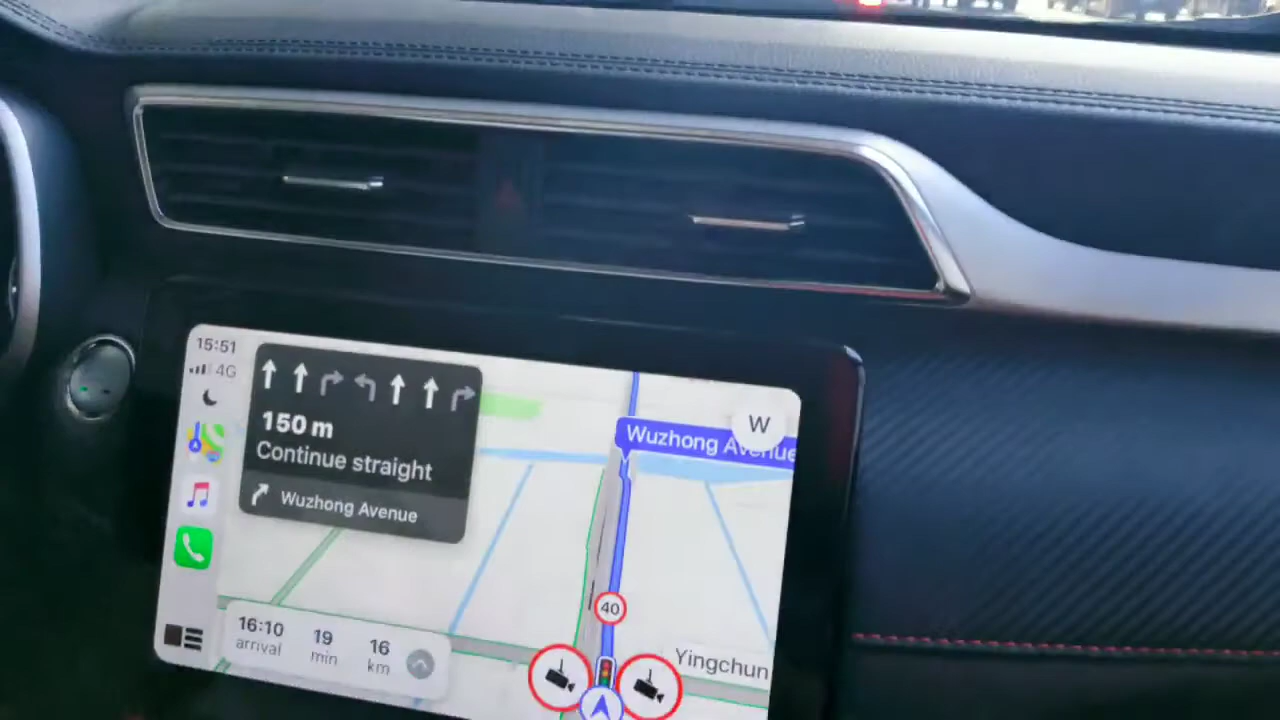 15:51
4G
150 m
Continue straight
Wuzhong Avenue
W
Wuzhong Avenue
40
Yingchun
16:10
arrival
19
min
16
km